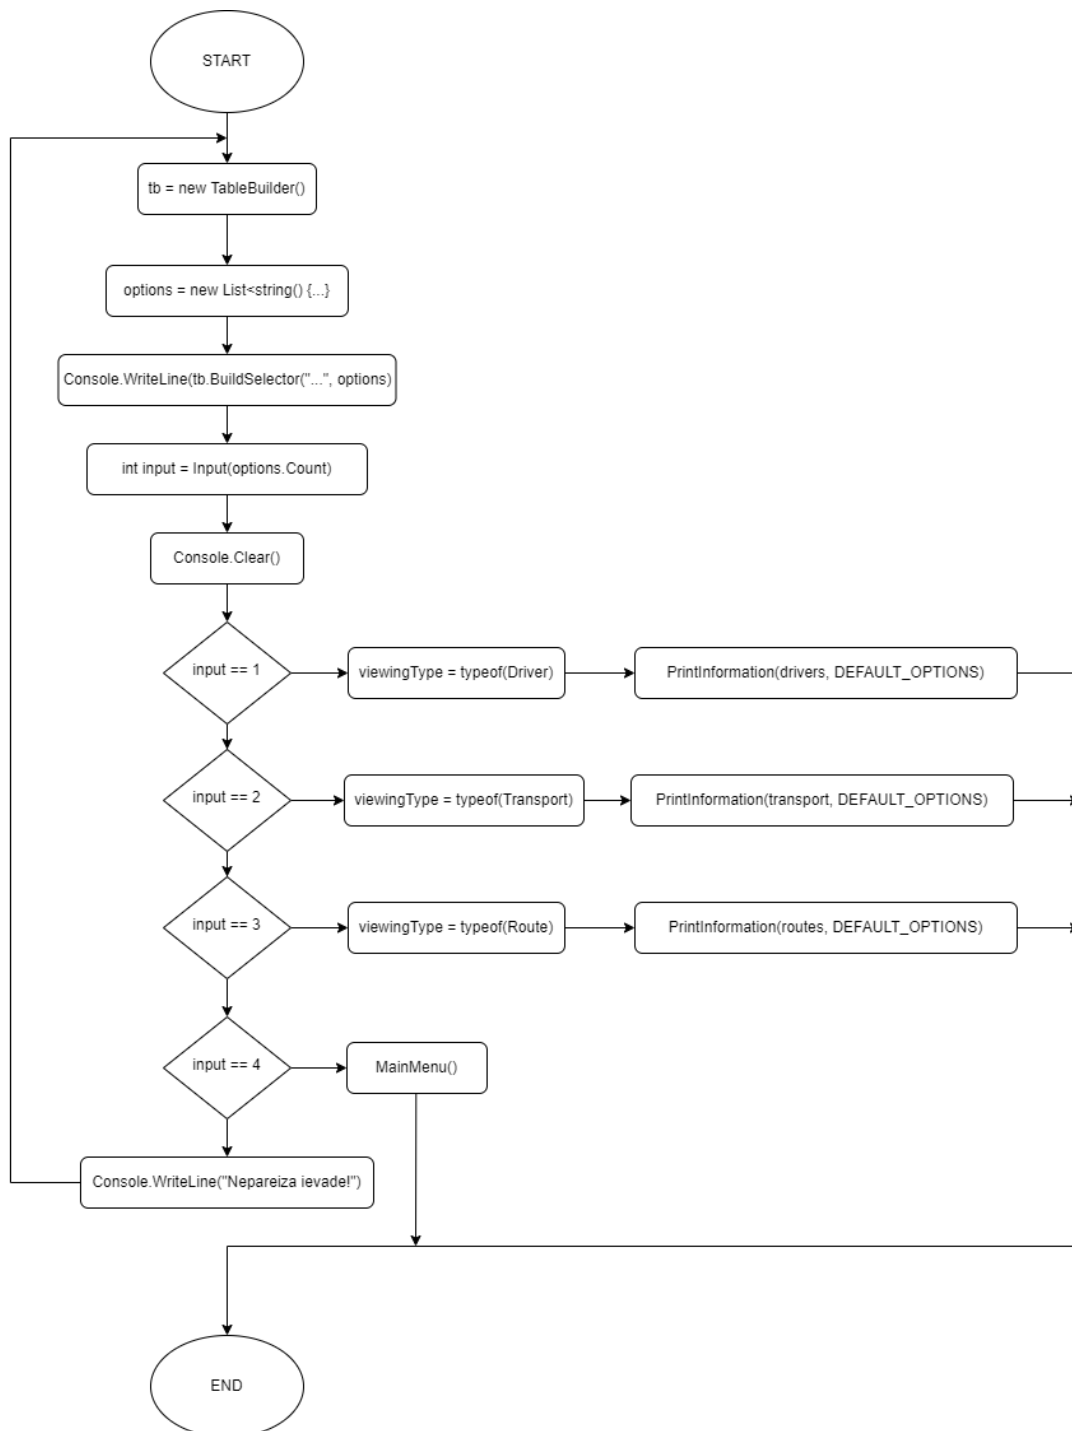 START
tb = new TableBuilder()
options = new List<string() {...}
Console.WriteLine(tb.BuildSelector("...", options)
int input = Input(options.Count)
Console.Clear()
input == 1
viewingType = typeof(Driver)
PrintInformation(drivers, DEFAULT_OPTIONS)
input == 2
viewingType = typeof(Transport)
PrintInformation(transport, DEFAULT_OPTIONS)
input == 3
viewingType = typeof(Route)
PrintInformation(routes, DEFAULT_OPTIONS)
input == 4
MainMenu()
Console.WriteLine("Nepareiza ievade!")
END